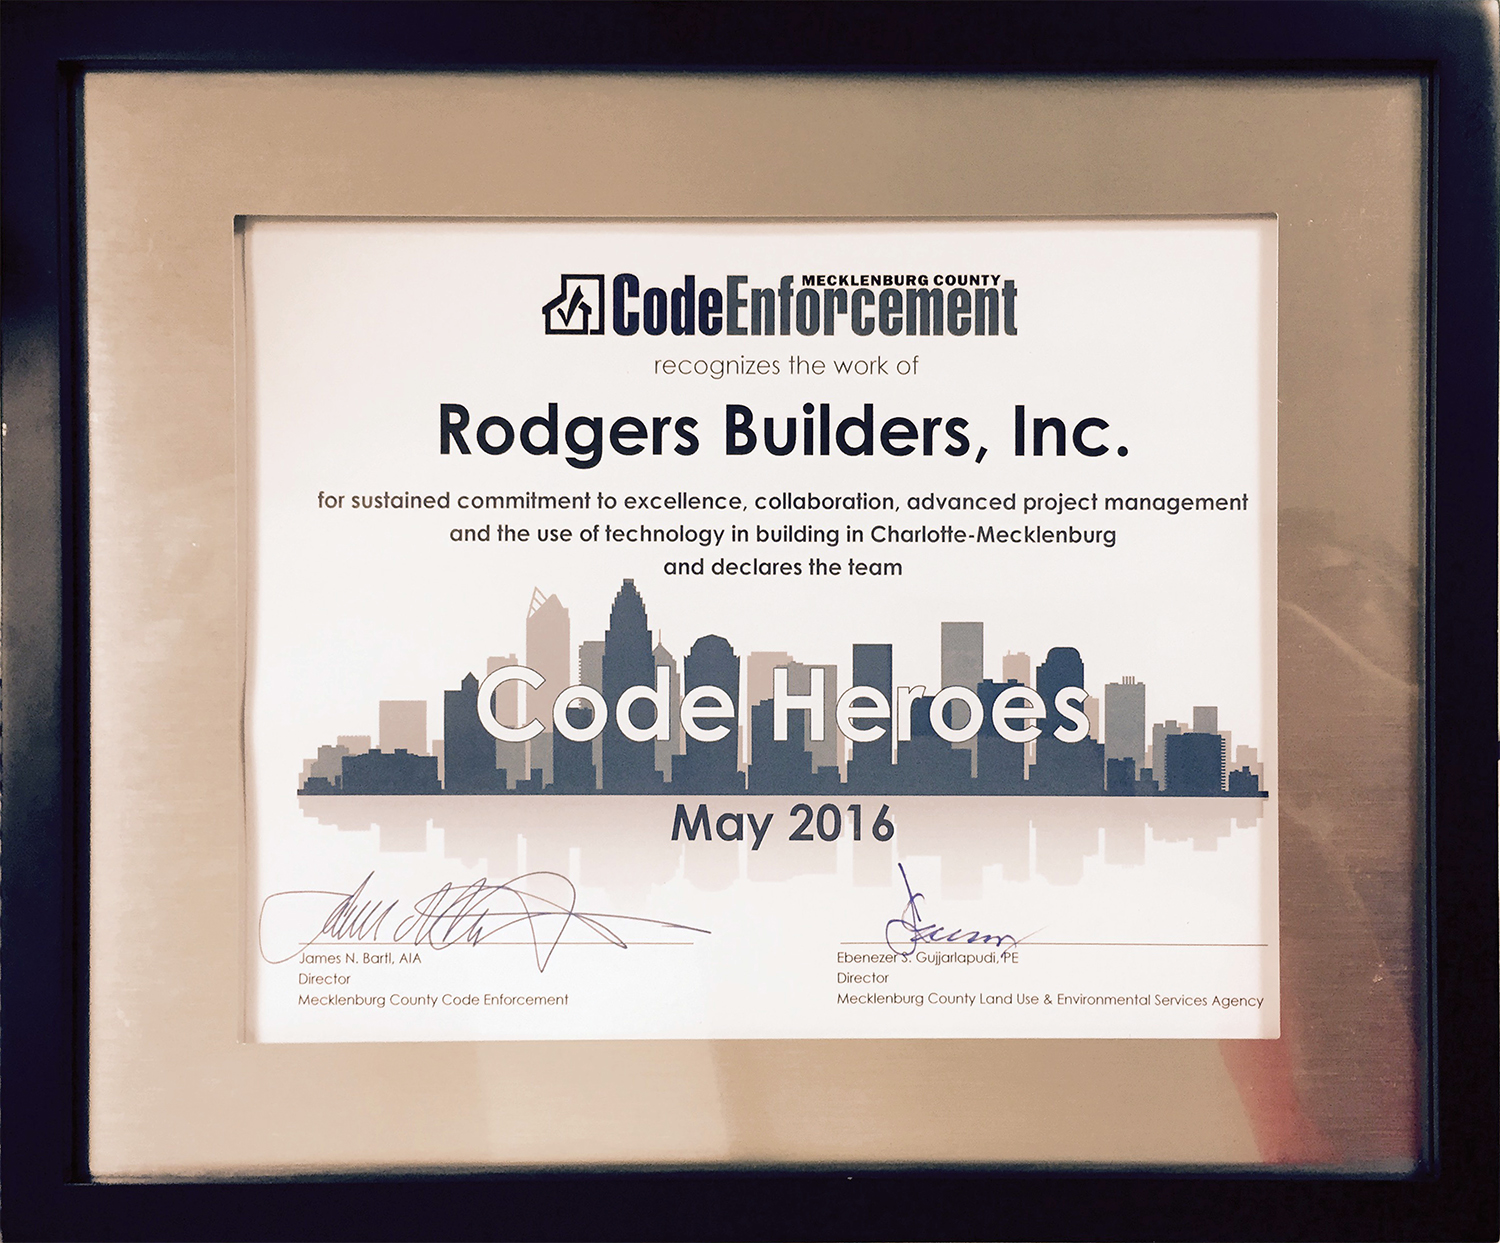 MECKLENBURG COUNTY
CodeEnforcement
recognizes the work of
Rodgers Builders, Inc.
for sustained commitment to excellence, collaboration, advanced project management
and the use of technology in building in Charlotte-Mecklenburg
and declares the team
Code Heroes
May 2016
James N. Bartl, AIA
Director
Mecklenburg County Code Enforcement
Ebenezer S. Gujjarlapudi, PE
Director
Mecklenburg County Land Use & Environmental Services Agency